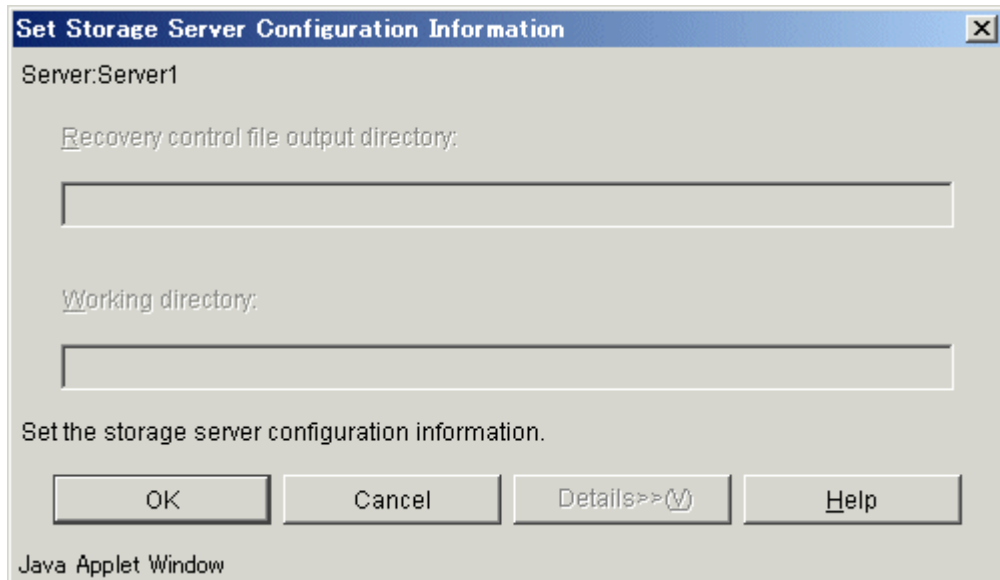 Set Storage Server Configuration Information
Server:Server1
Recovery control file output directory:
Working directory:
Set the storage server configuration information.
OK Cancel Details>>(V) Help
Java Applet Window